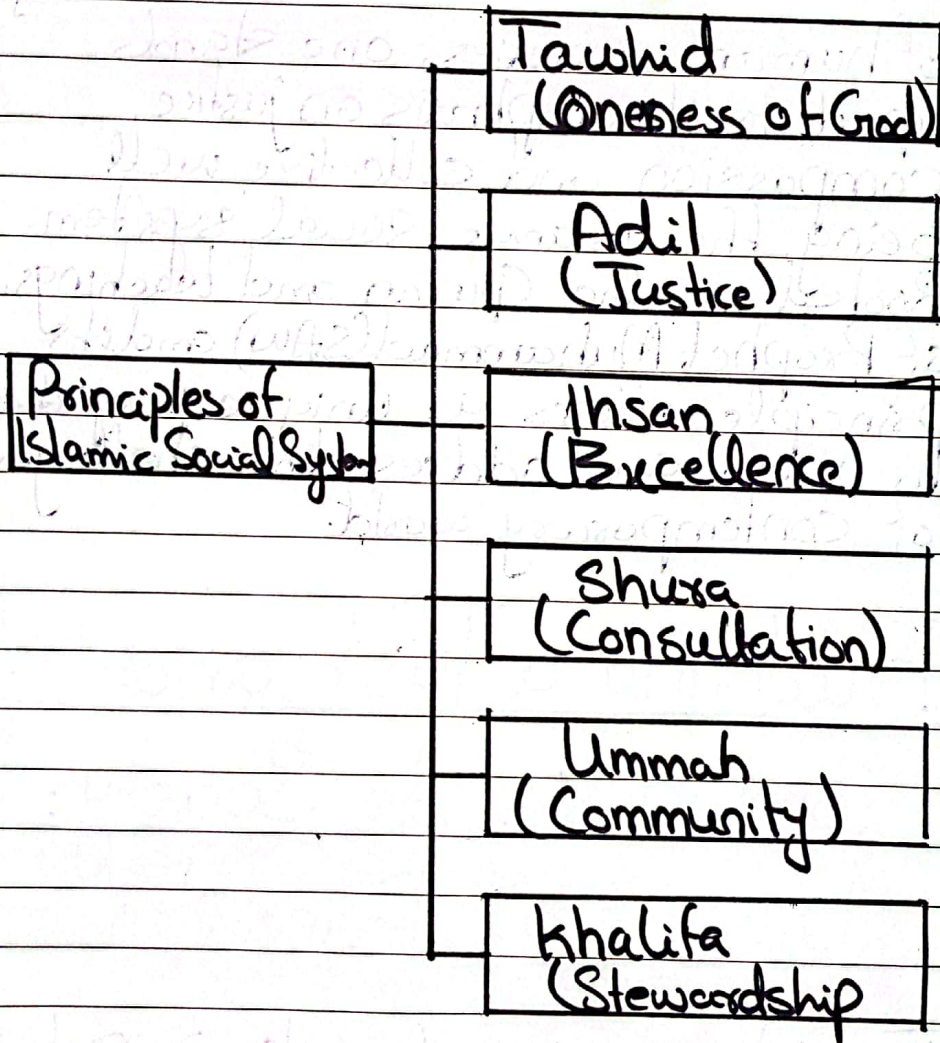 Tawhid
(Oneness of God)
Adil
(Justice)
Principles of
Islamic Social System
Ihsan
(Excellence)
Shura
(Consultation)
Ummah
(Community)
Khalifa
(Stewardship